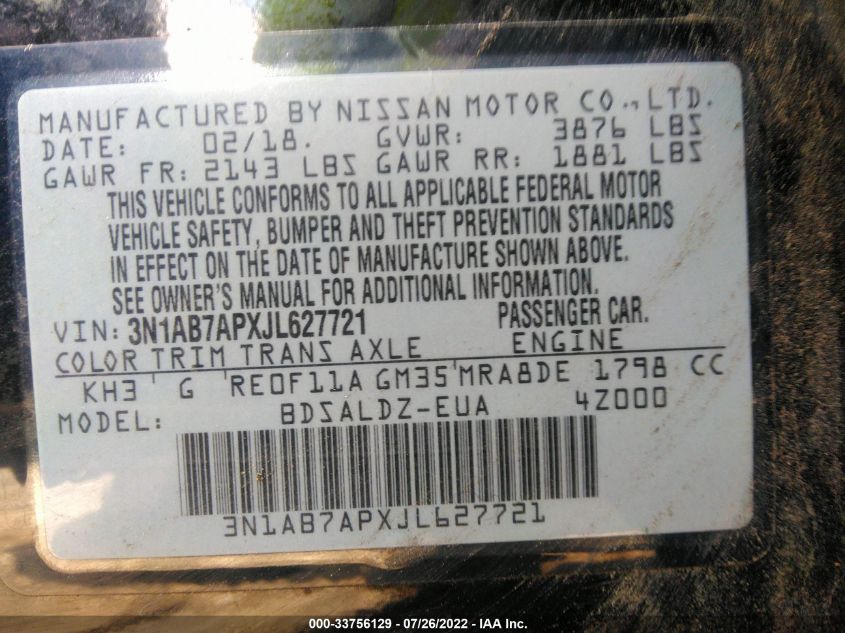 MANUFACTURED BY NISSAN MOTOR CO., LTD.
DATE: 02/18. GVWR: 3876 LBS
GAWR FR: 2143 LBS GAWR RR: 1881 LBS
THIS VEHICLE CONFORMS TO ALL APPLICABLE FEDERAL MOTOR
VEHICLE SAFETY, BUMPER AND THEFT PREVENTION STANDARDS
IN EFFECT ON THE DATE OF MANUFACTURE SHOWN ABOVE.
SEE OWNER'S MANUAL FOR ADDITIONAL INFORMATION.
VIN: 3N1AB7APXJL627721 PASSENGER CAR.
COLOR TRIM TRANS AXLE ENGINE
KH3 G RE0F11A GM35 MRA8DE 1798 CC
MODEL: BDSALDZ-EUA 4Z000
3N1AB7APXJL627721
000-33756129 - 07/26/2022 - IAA Inc.